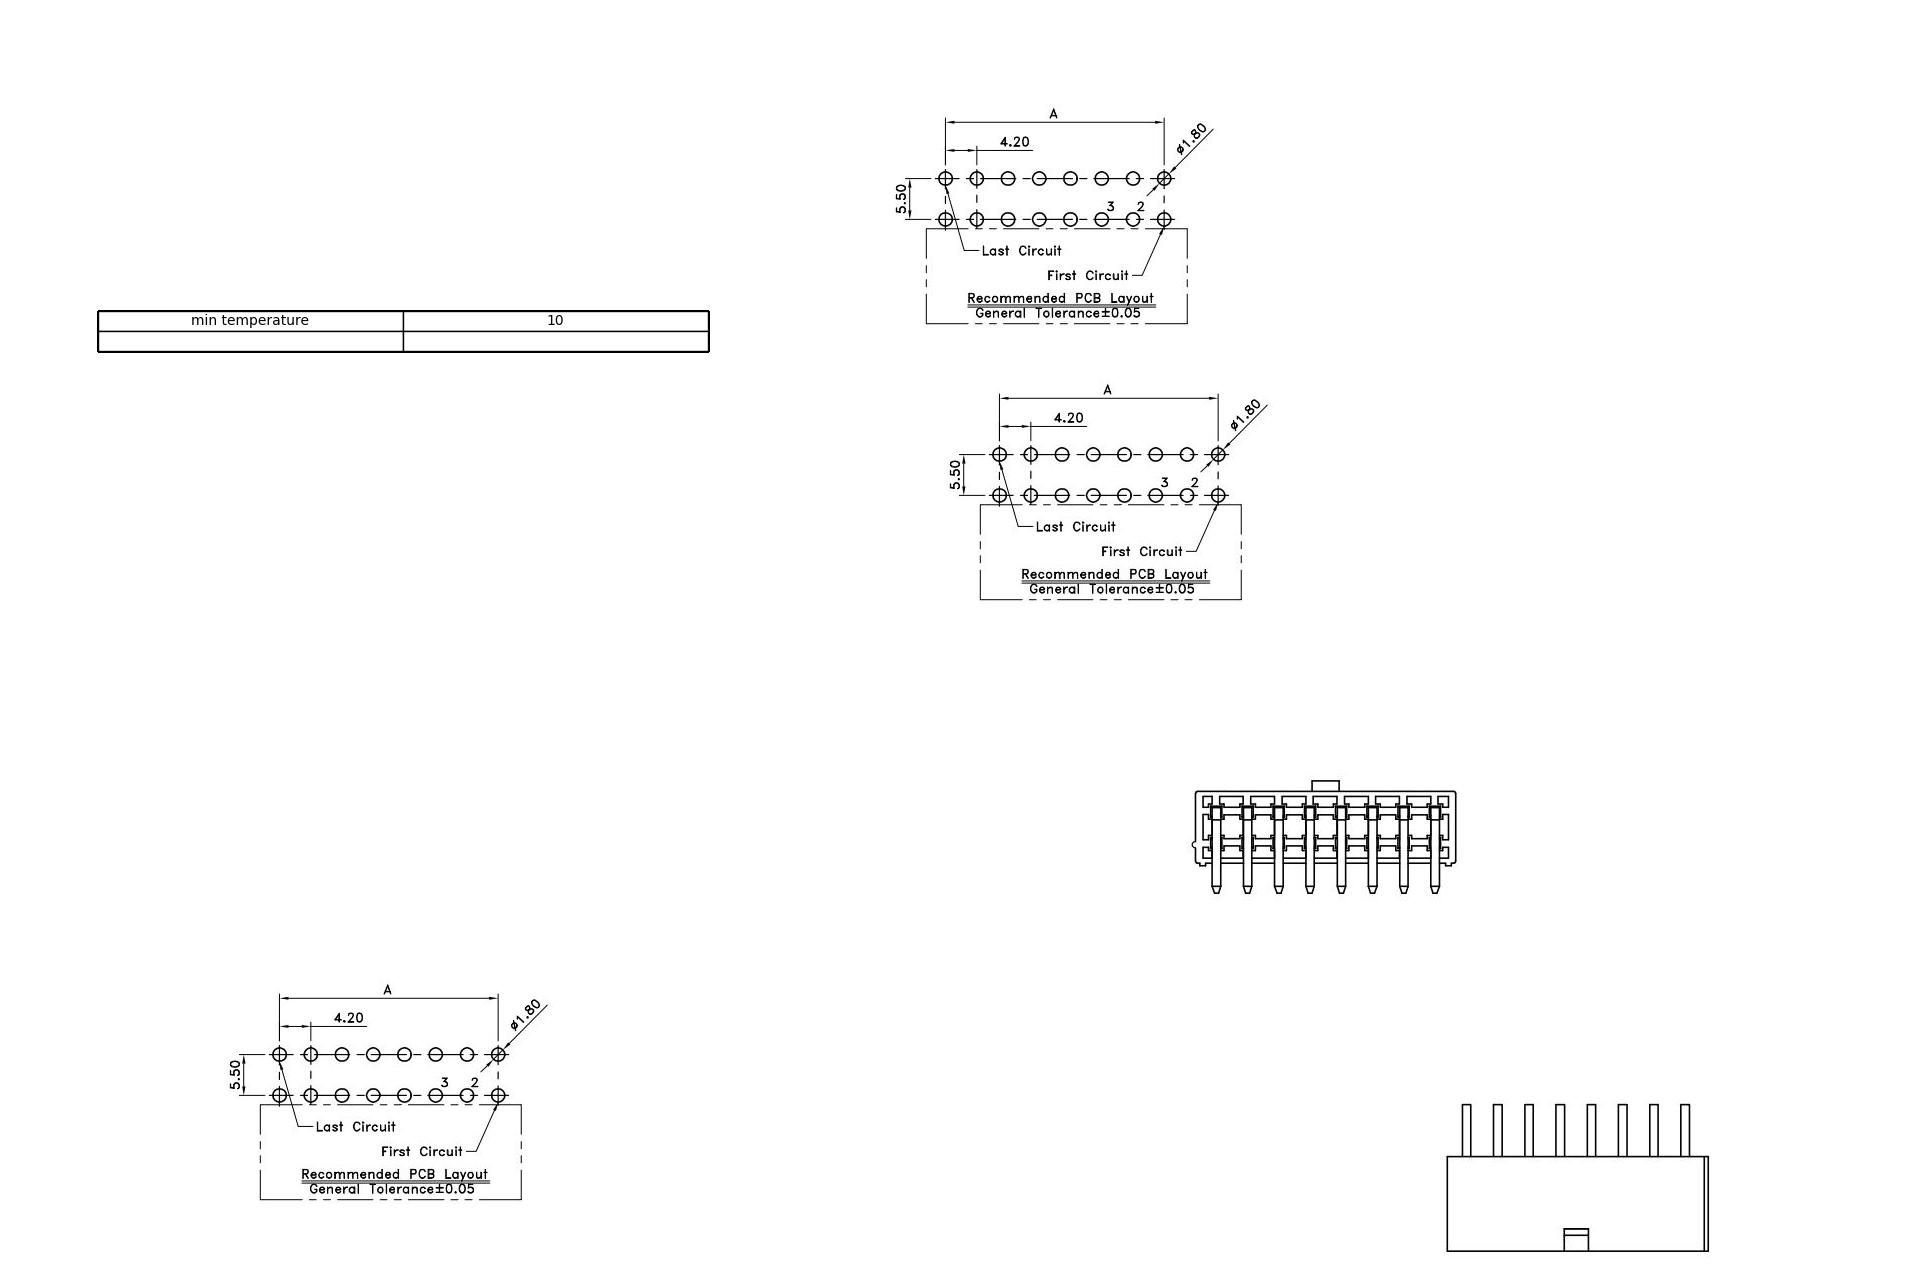 A
4.20
ø1.80
5.50
3 2
Last Circuit
First Circuit
Recommended PCB Layout
General Tolerance±0.05
min temperature 10
A
4.20
ø1.80
5.50
3 2
Last Circuit
First Circuit
Recommended PCB Layout
General Tolerance±0.05
A
4.20
ø1.80
5.50
3 2
Last Circuit
First Circuit
Recommended PCB Layout
General Tolerance±0.05